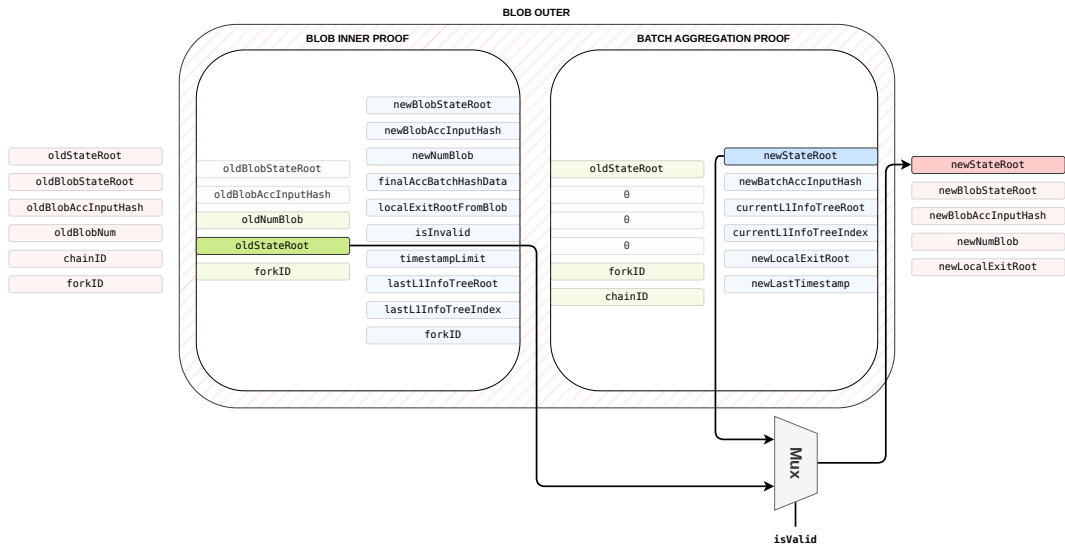 BLOB OUTER
BLOB INNER PROOF
BATCH AGGREGATION PROOF
oldStateRoot
oldBlobStateRoot
oldBlobAccInputHash
oldBlobNum
chainID
forkID
oldBlobStateRoot
oldBlobAccInputHash
oldNumBlob
oldStateRoot
forkID
newBlobStateRoot
newBlobAccInputHash
newNumBlob
finalAccBatchHashData
localExitRootFromBlob
isInvalid
timestampLimit
lastL1InfoTreeRoot
lastL1InfoTreeIndex
forkID
oldStateRoot
0
0
0
forkID
chainID
newStateRoot
newBatchAccInputHash
currentL1InfoTreeRoot
currentL1InfoTreeIndex
newLocalExitRoot
newLastTimestamp
newStateRoot
newBlobStateRoot
newBlobAccInputHash
newNumBlob
newLocalExitRoot
Mux
isValid